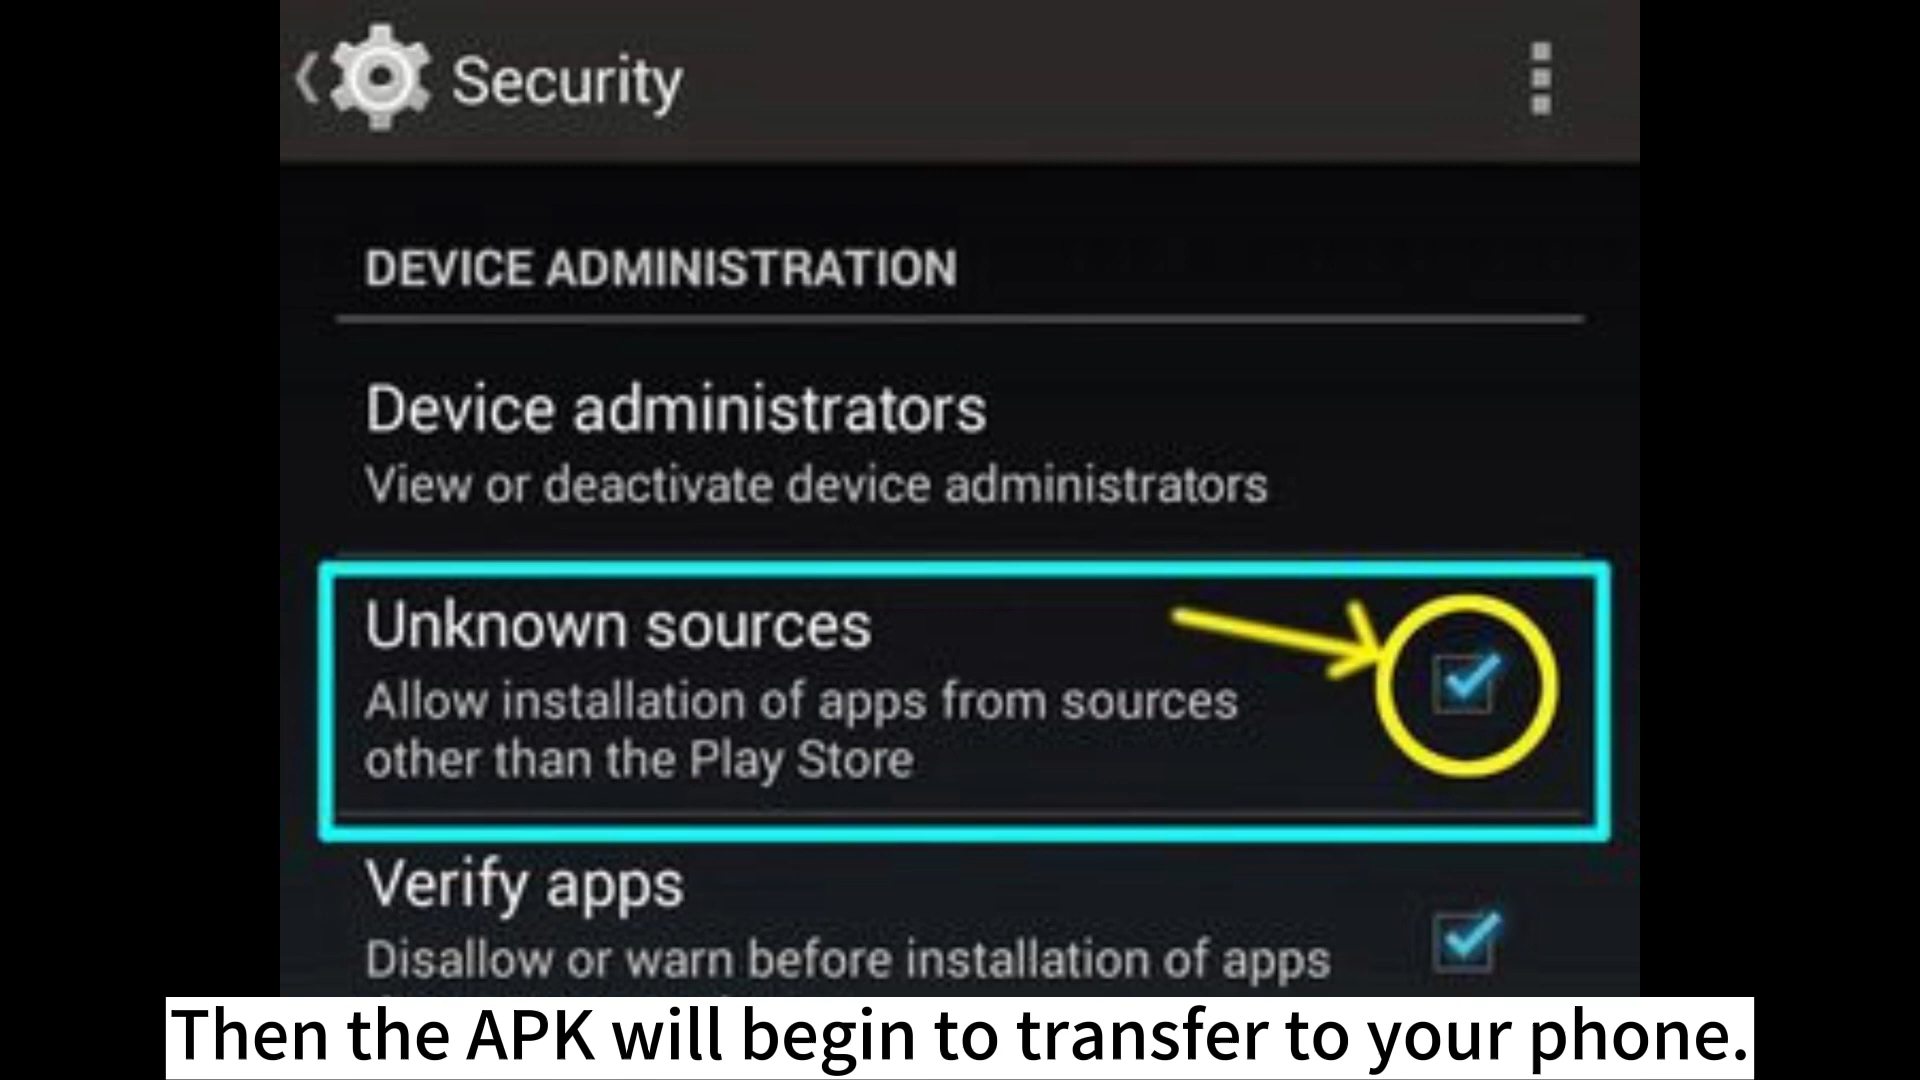 Security
DEVICE ADMINISTRATION
Device administrators
View or deactivate device administrators
Unknown sources
Allow installation of apps from sources
other than the Play Store
Verify apps
Disallow or warn before installation of apps
Then the APK will begin to transfer to your phone.